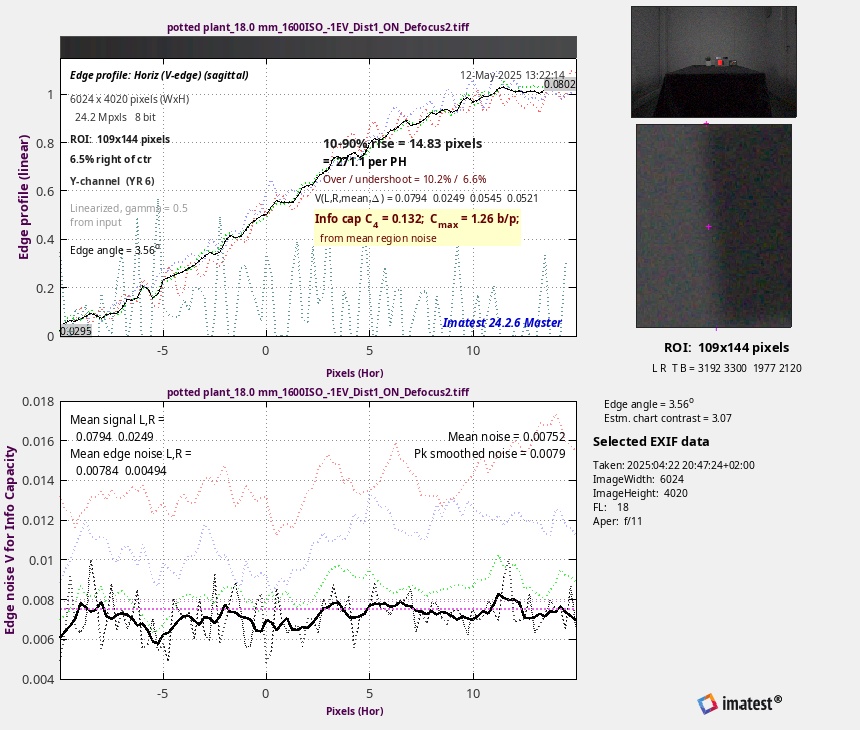 potted plant_18.0 mm_1600ISO_-1EV_Dist1_ON_Defocus2.tiff
Edge profile: Horiz (V-edge) (sagittal)
12-May-2025 13:22:14
0.0802
6024 x 4020 pixels (WxH)
24.2 Mpxls 8 bit
ROI: 109x144 pixels
6.5% right of ctr
Y-channel (YR 6)
Linearized, gamma = 0.5
from input
Edge angle = 3.56°
10-90% rise = 14.83 pixels
= 271.1 per PH
Over / undershoot = 10.2% / 6.6%
V(L,R,mean,Δ) = 0.0794 0.0249 0.0545 0.0521
Info cap C4 = 0.132; Cmax = 1.26 b/p;
from mean region noise
0.0295
Imatest 24.2.6 Master
Edge profile (linear)
1
0.8
0.6
0.4
0.2
0
-5 0 5 10
Pixels (Hor)
ROI: 109x144 pixels
L R T B = 3192 3300 1977 2120
potted plant_18.0 mm_1600ISO_-1EV_Dist1_ON_Defocus2.tiff
Mean signal L,R =
0.0794 0.0249
Mean edge noise L,R =
0.00784 0.00494
Mean noise = 0.00752
Pk smoothed noise = 0.0079
Edge noise V for Info Capacity
0.018
0.016
0.014
0.012
0.01
0.008
0.006
0.004
-5 0 5 10
Pixels (Hor)
Edge angle = 3.56°
Estm. chart contrast = 3.07
Selected EXIF data
Taken: 2025:04:22 20:47:24+02:00
ImageWidth: 6024
ImageHeight: 4020
FL: 18
Aper: f/11
imatest®